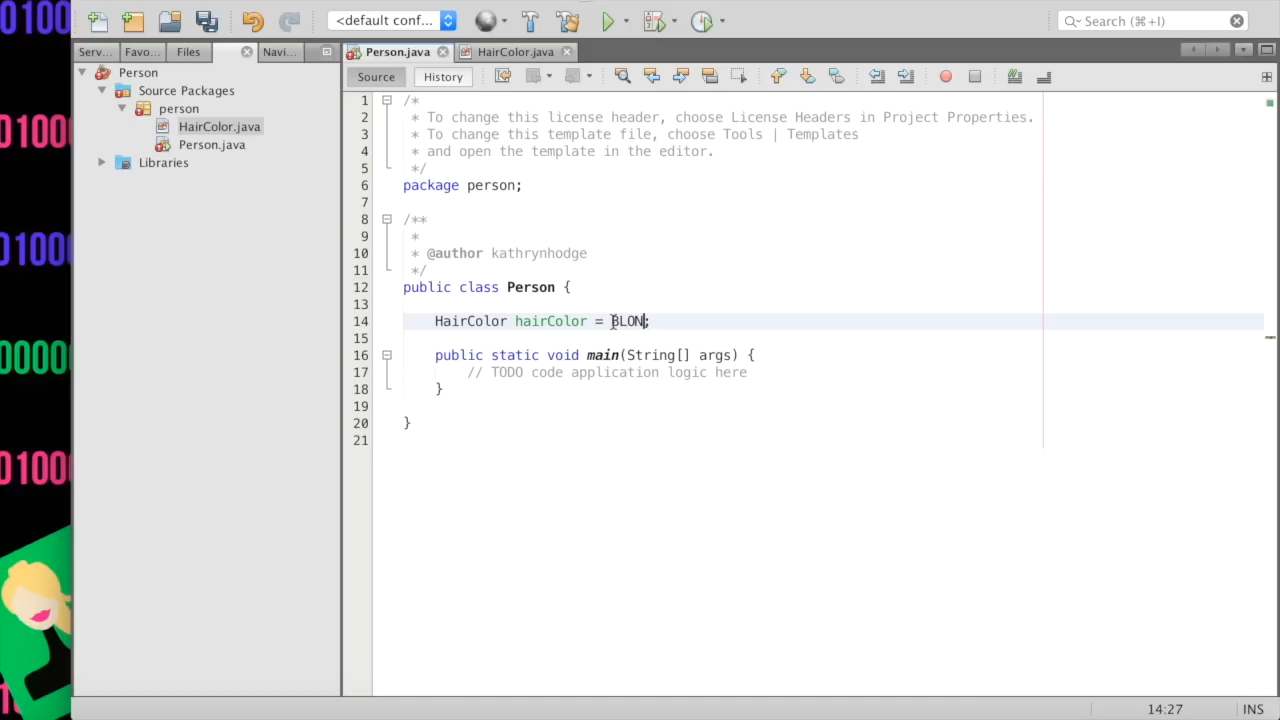 <default conf...
Search (⌘+I)
Serv... Favo... Files Navi...
Person.java HairColor.java
Source History
Person
Source Packages
person
HairColor.java
Person.java
Libraries
1 /*
2 * To change this license header, choose License Headers in Project Properties.
3 * To change this template file, choose Tools | Templates
4 * and open the template in the editor.
5 */
6 package person;
7
8 /**
9 *
10 * @author kathrynhodge
11 */
12 public class Person {
13
14 HairColor hairColor = BLON;
15
16 public static void main(String[] args) {
17 // TODO code application logic here
18 }
19
20 }
21
14:27 INS